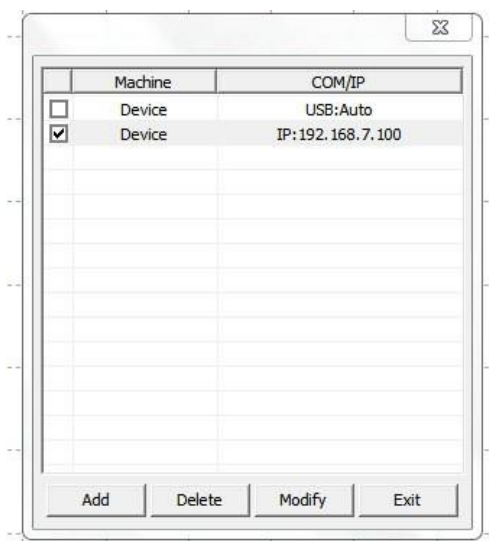 Machine COM/IP
Device USB:Auto
Device IP:192.168.7.100
Add Delete Modify Exit